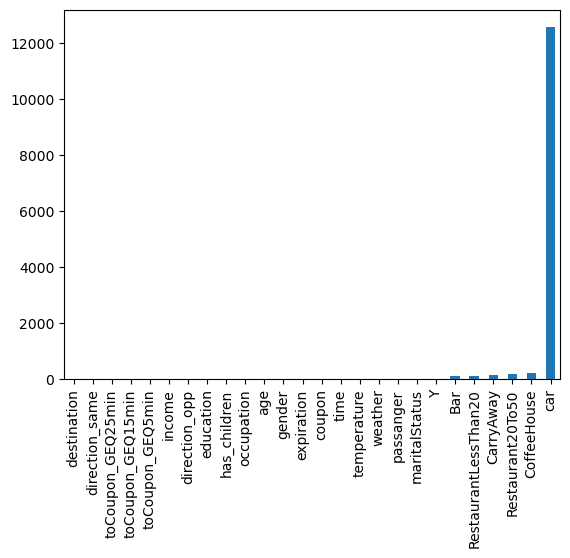 12000
10000
8000
6000
4000
2000
0
destination
direction_same
toCoupon_GEQ25min
toCoupon_GEQ15min
toCoupon_GEQ5min
income
direction_opp
education
has_children
occupation
age
gender
expiration
coupon
time
temperature
weather
passanger
maritalStatus
Y
Bar
RestaurantLessThan20
CarryAway
Restaurant20To50
CoffeeHouse
car